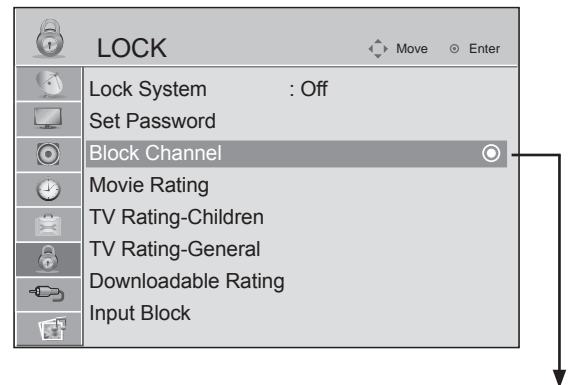 LOCK Move Enter
Lock System : Off
Set Password
Block Channel
Movie Rating
TV Rating-Children
TV Rating-General
Downloadable Rating
Input Block